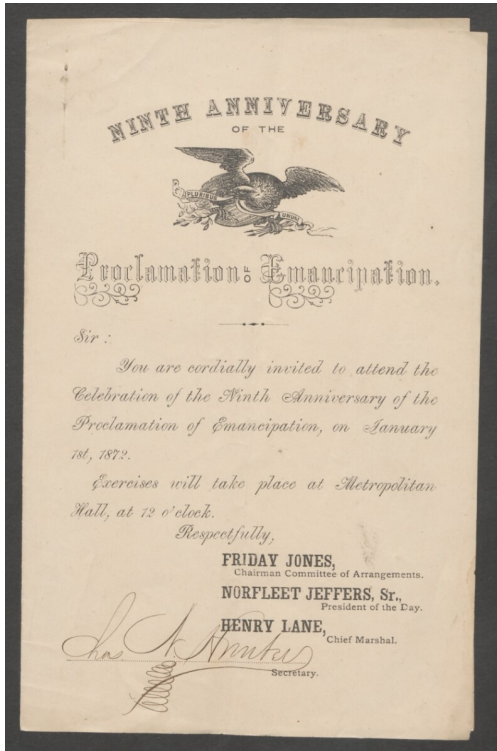 NINTH ANNIVERSARY
OF THE
E PLURIBUS UNUM
Proclamation of Emancipation.
Sir :
You are cordially invited to attend the
Celebration of the Ninth Anniversary of the
Proclamation of Emancipation, on January
1st, 1872.
Exercises will take place at Metropolitan
Hall, at 12 o'clock.
Respectfully,
FRIDAY JONES,
Chairman Committee of Arrangements.
NORFLEET JEFFERS, Sr.,
President of the Day.
HENRY LANE,
Chief Marshal.
Chas. N. Hunter
Secretary.